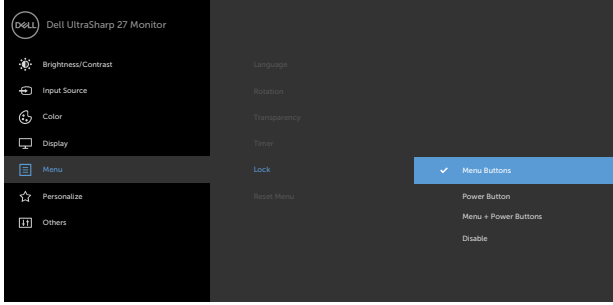 DELL Dell UltraSharp 27 Monitor
Brightness/Contrast
Input Source
Color
Display
Menu
Personalize
Others
Language
Rotation
Transparency
Timer
Lock
Reset Menu
Menu Buttons
Power Button
Menu + Power Buttons
Disable